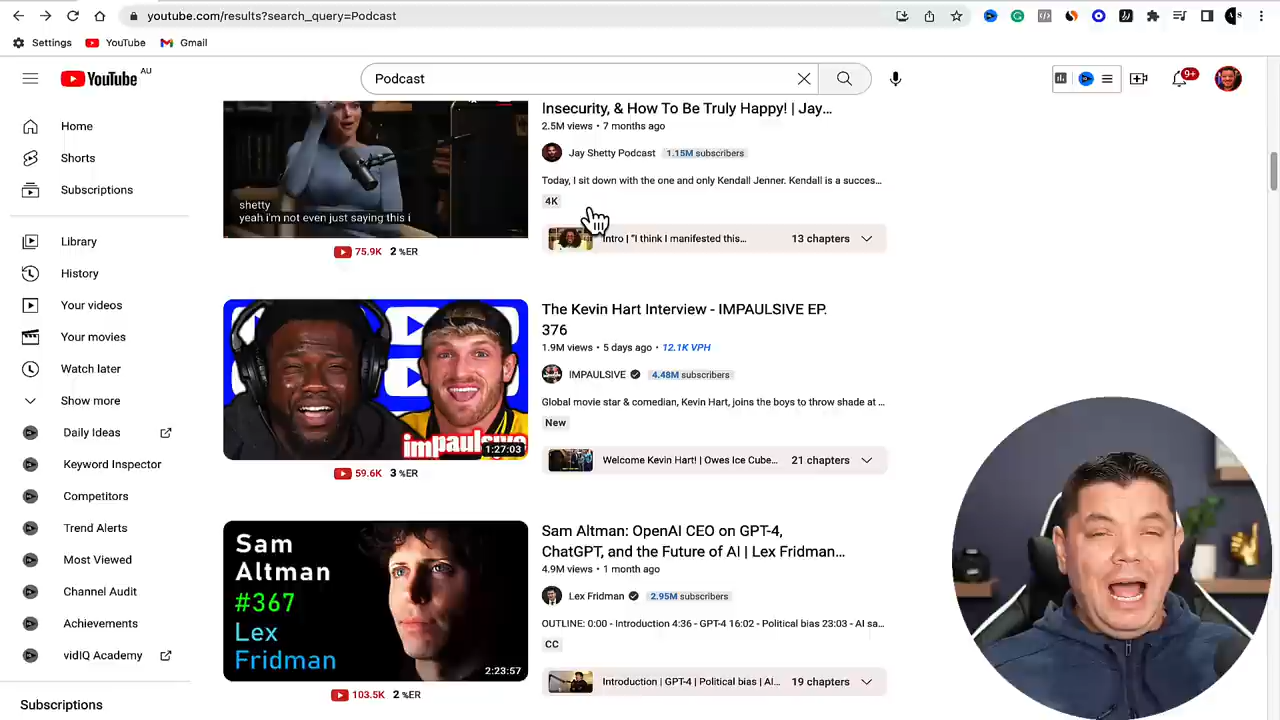 youtube.com/results?search_query=Podcast
Settings
YouTube
Gmail
YouTube AU
Podcast
9+
Home
Shorts
Subscriptions
Library
History
Your videos
Your movies
Watch later
Show more
Daily Ideas
Keyword Inspector
Competitors
Trend Alerts
Most Viewed
Channel Audit
Achievements
vidIQ Academy
Subscriptions
shetty
yeah i'm not even just saying this i
75.9K 2 %ER
Insecurity, & How To Be Truly Happy! | Jay...
2.5M views • 7 months ago
Jay Shetty Podcast 1.15M subscribers
Today, I sit down with the one and only Kendall Jenner. Kendall is a succes...
4K
Intro | "I think I manifested this... 13 chapters
impaulsive
1:27:03
59.6K 3 %ER
The Kevin Hart Interview - IMPAULSIVE EP.
376
1.9M views • 5 days ago • 12.1K VPH
IMPAULSIVE 4.48M subscribers
Global movie star & comedian, Kevin Hart, joins the boys to throw shade at ...
New
Welcome Kevin Hart! | Owes Ice Cube... 21 chapters
Sam
Altman
#367
Lex
Fridman
2:23:57
103.5K 2 %ER
Sam Altman: OpenAI CEO on GPT-4,
ChatGPT, and the Future of AI | Lex Fridman...
4.9M views • 1 month ago
Lex Fridman 2.95M subscribers
OUTLINE: 0:00 - Introduction 4:36 - GPT-4 16:02 - Political bias 23:03 - AI sa...
CC
Introduction | GPT-4 | Political bias | AI... 19 chapters